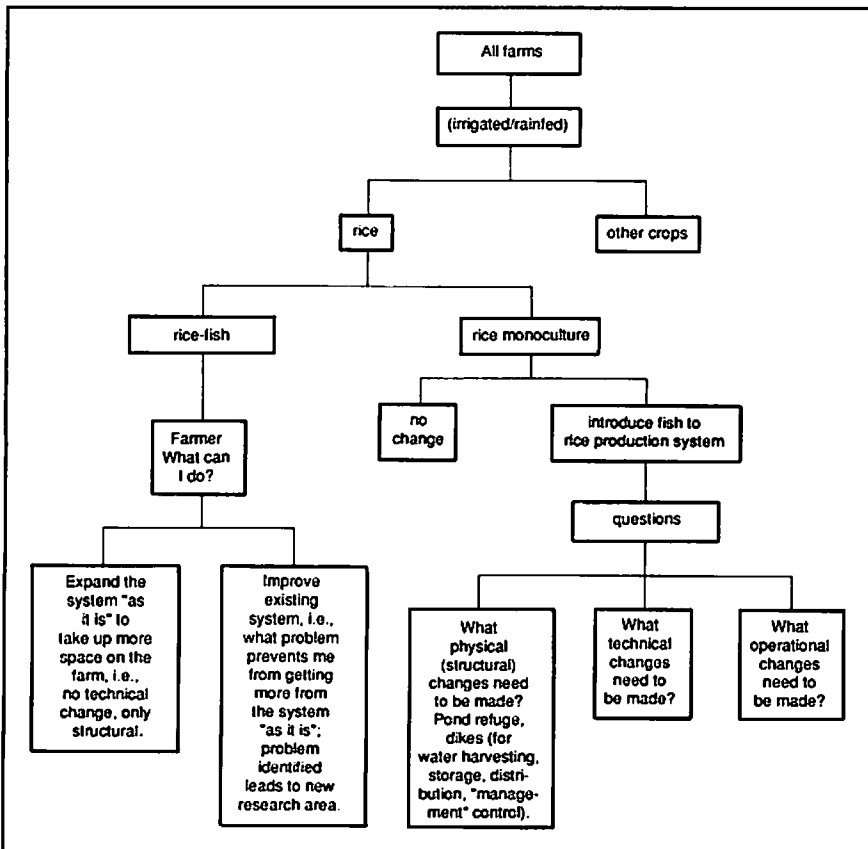 All farms
(irrigated/rainfed)
rice
other crops
rice-fish
rice monoculture
no
change
introduce fish to
rice production system
Farmer
What can
I do?
questions
Expand the
system "as
it is" to
take up more
space on the
farm, i.e.,
no technical
change, only
structural.
Improve
existing
system, i.e.,
what problem
prevents me
from getting
more from
the system
"as it is";
problem
identified
leads to new
research area.
What
physical
(structural)
changes need
to be made?
Pond refuge,
dikes (for
water harvesting,
storage, distri-
bution, "manage-
ment" control).
What
technical
changes
need to
be made?
What
operational
changes
need to
be made?